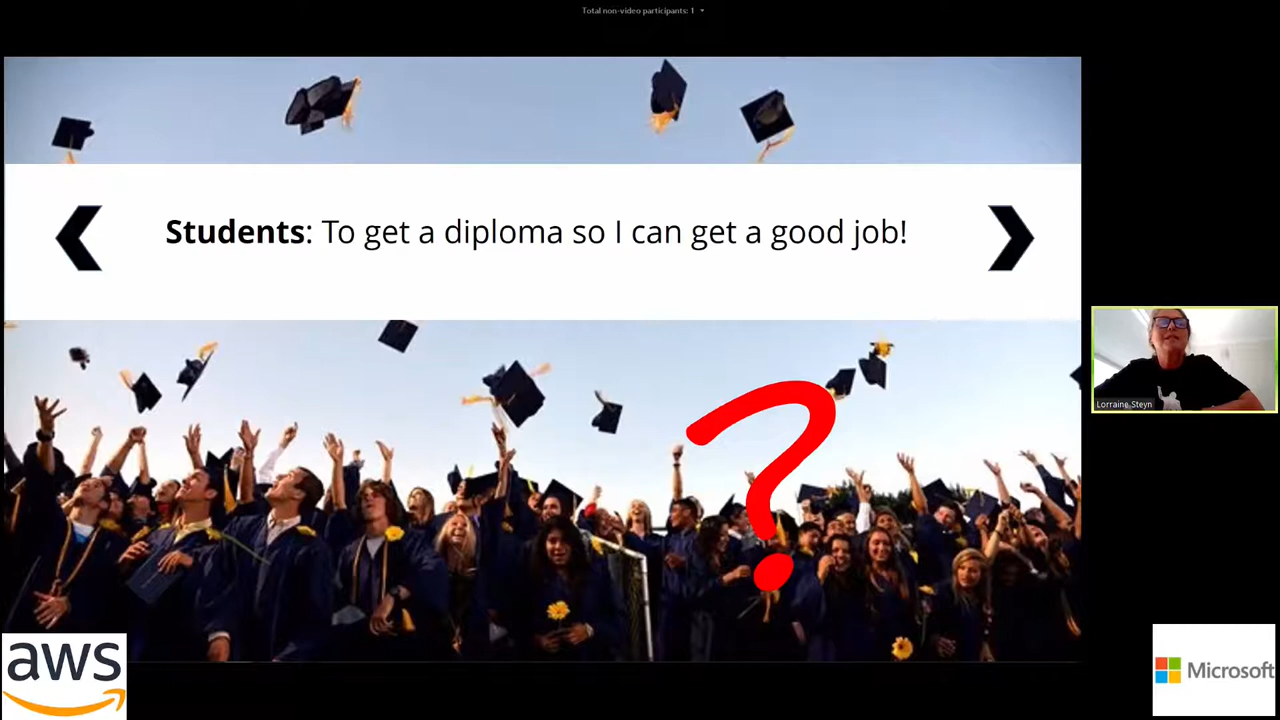 Total non-video participants: 1
Students: To get a diploma so I can get a good job!
?
Lorraine Steyn
aws
Microsoft